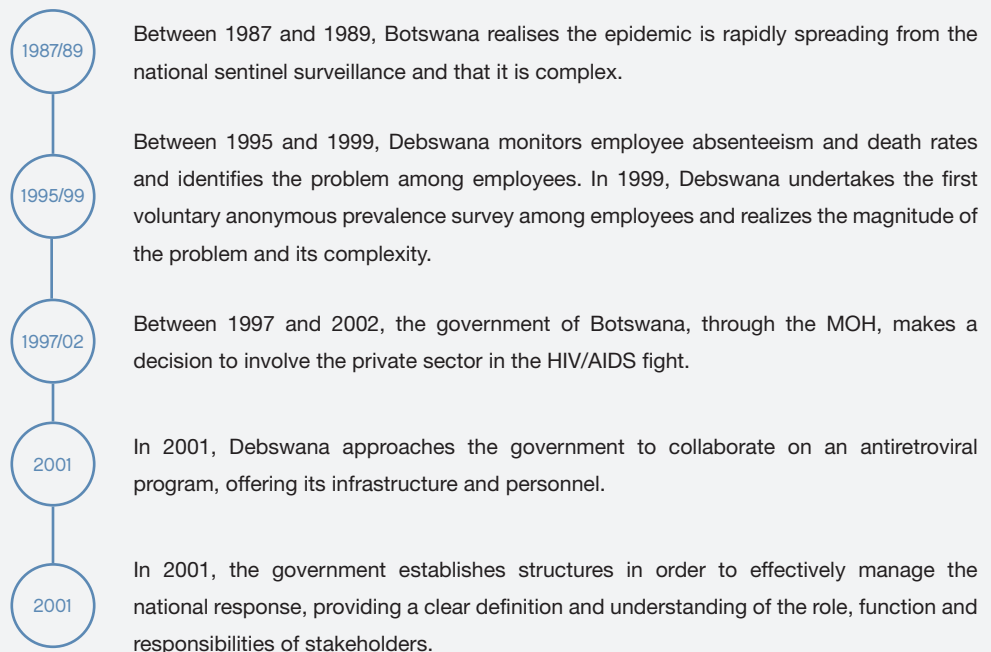 1987/89
Between 1987 and 1989, Botswana realises the epidemic is rapidly spreading from the
national sentinel surveillance and that it is complex.
1995/99
Between 1995 and 1999, Debswana monitors employee absenteeism and death rates
and identifies the problem among employees. In 1999, Debswana undertakes the first
voluntary anonymous prevalence survey among employees and realizes the magnitude of
the problem and its complexity.
1997/02
Between 1997 and 2002, the government of Botswana, through the MOH, makes a
decision to involve the private sector in the HIV/AIDS fight.
2001
In 2001, Debswana approaches the government to collaborate on an antiretroviral
program, offering its infrastructure and personnel.
2001
In 2001, the government establishes structures in order to effectively manage the
national response, providing a clear definition and understanding of the role, function and
responsibilities of stakeholders.